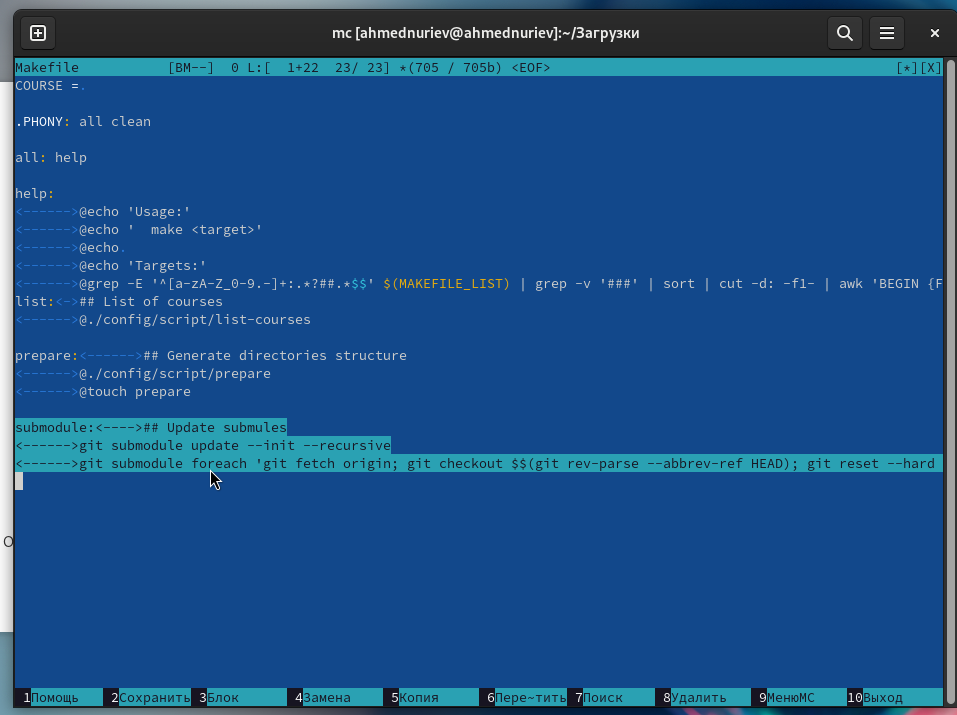 mc [ahmednuriev@ahmednuriev]:~/Загрузки
Makefile [BM--] 0 L:[ 1+22 23/ 23] *(705 / 705b) <EOF> [*][X]
COURSE =.
.PHONY: all clean
all: help
help:
<------>@echo 'Usage:'
<------>@echo '  make <target>'
<------>@echo.
<------>@echo 'Targets:'
<------>@grep -E '^[a-zA-Z_0-9.-]+:.*?##.*$$' $(MAKEFILE_LIST) | grep -v '###' | sort | cut -d: -f1- | awk 'BEGIN {F
list:<->## List of courses
<------>@./config/script/list-courses
prepare:<------>## Generate directories structure
<------>@./config/script/prepare
<------>@touch prepare
submodule:<---->## Update submules
<------>git submodule update --init --recursive
<------>git submodule foreach 'git fetch origin; git checkout $$(git rev-parse --abbrev-ref HEAD); git reset --hard
О
1Помощь 2Сохранить 3Блок 4Замена 5Копия 6Пере~тить 7Поиск 8Удалить 9МенюMC 10Выход